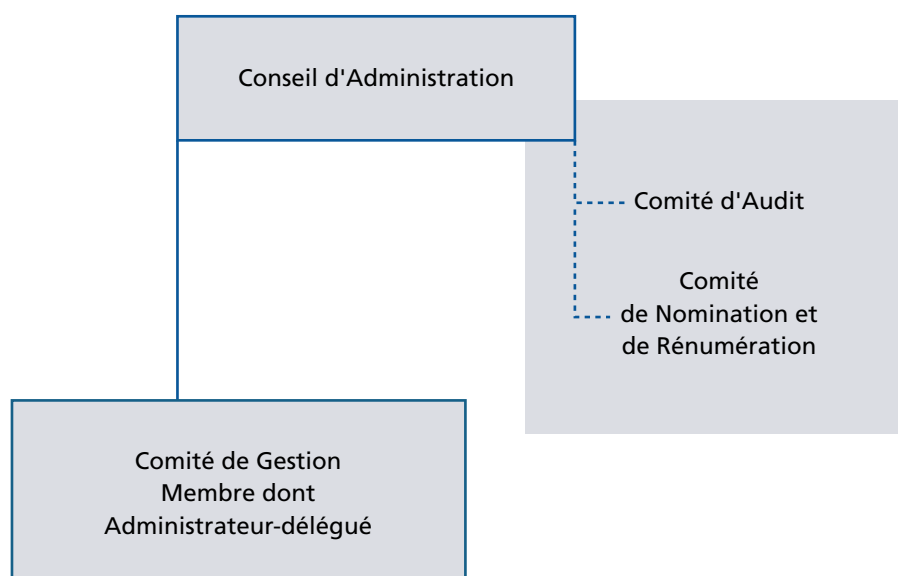 Conseil d'Administration
Comité d'Audit
Comité
de Nomination et
de Rénumération
Comité de Gestion
Membre dont
Administrateur-délégué